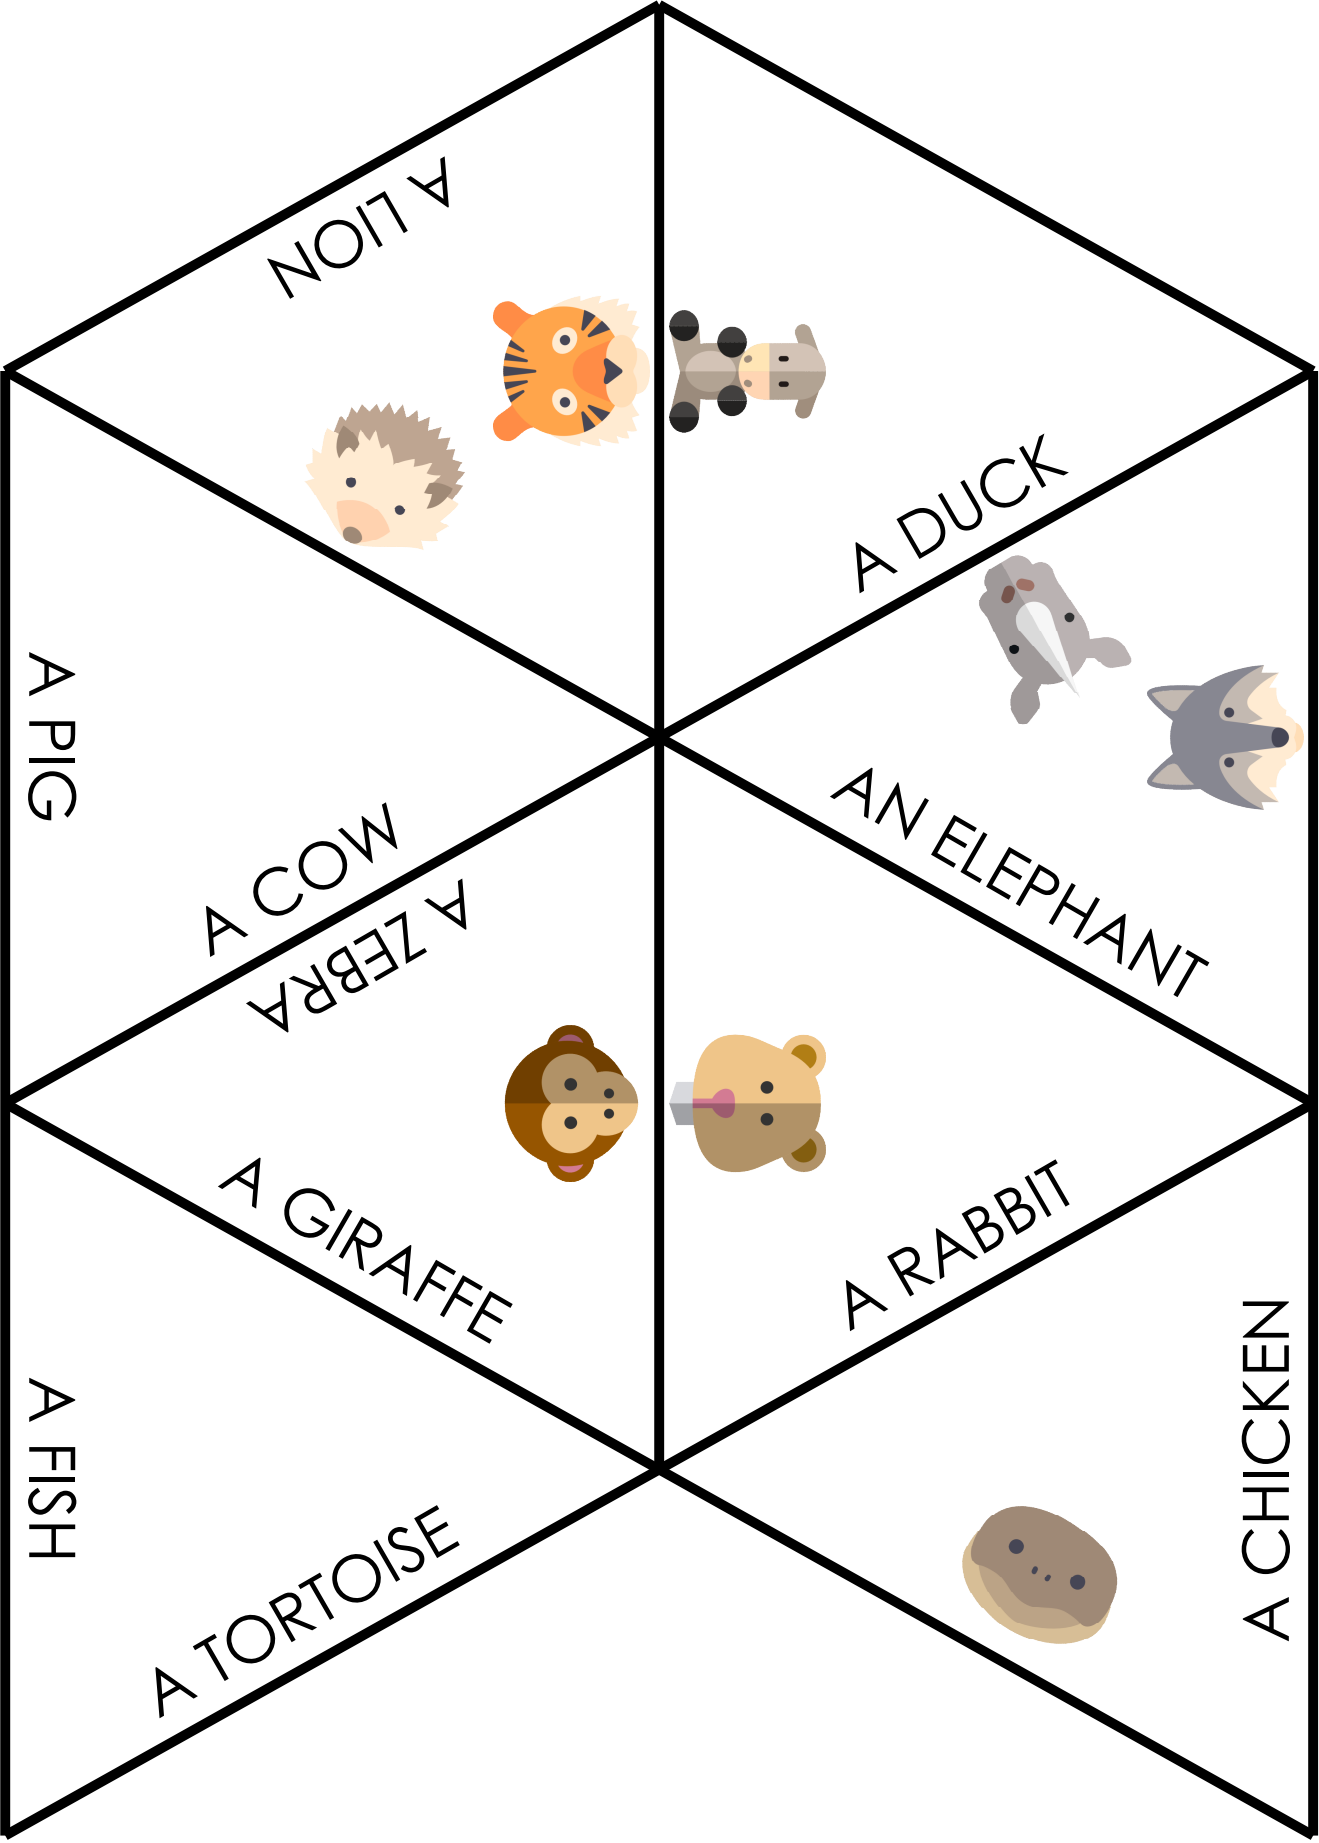 A LION
A DUCK
A PIG
A COW
AN ELEPHANT
A ZEBRA
A GIRAFFE
A RABBIT
A FISH
A CHICKEN
A TORTOISE